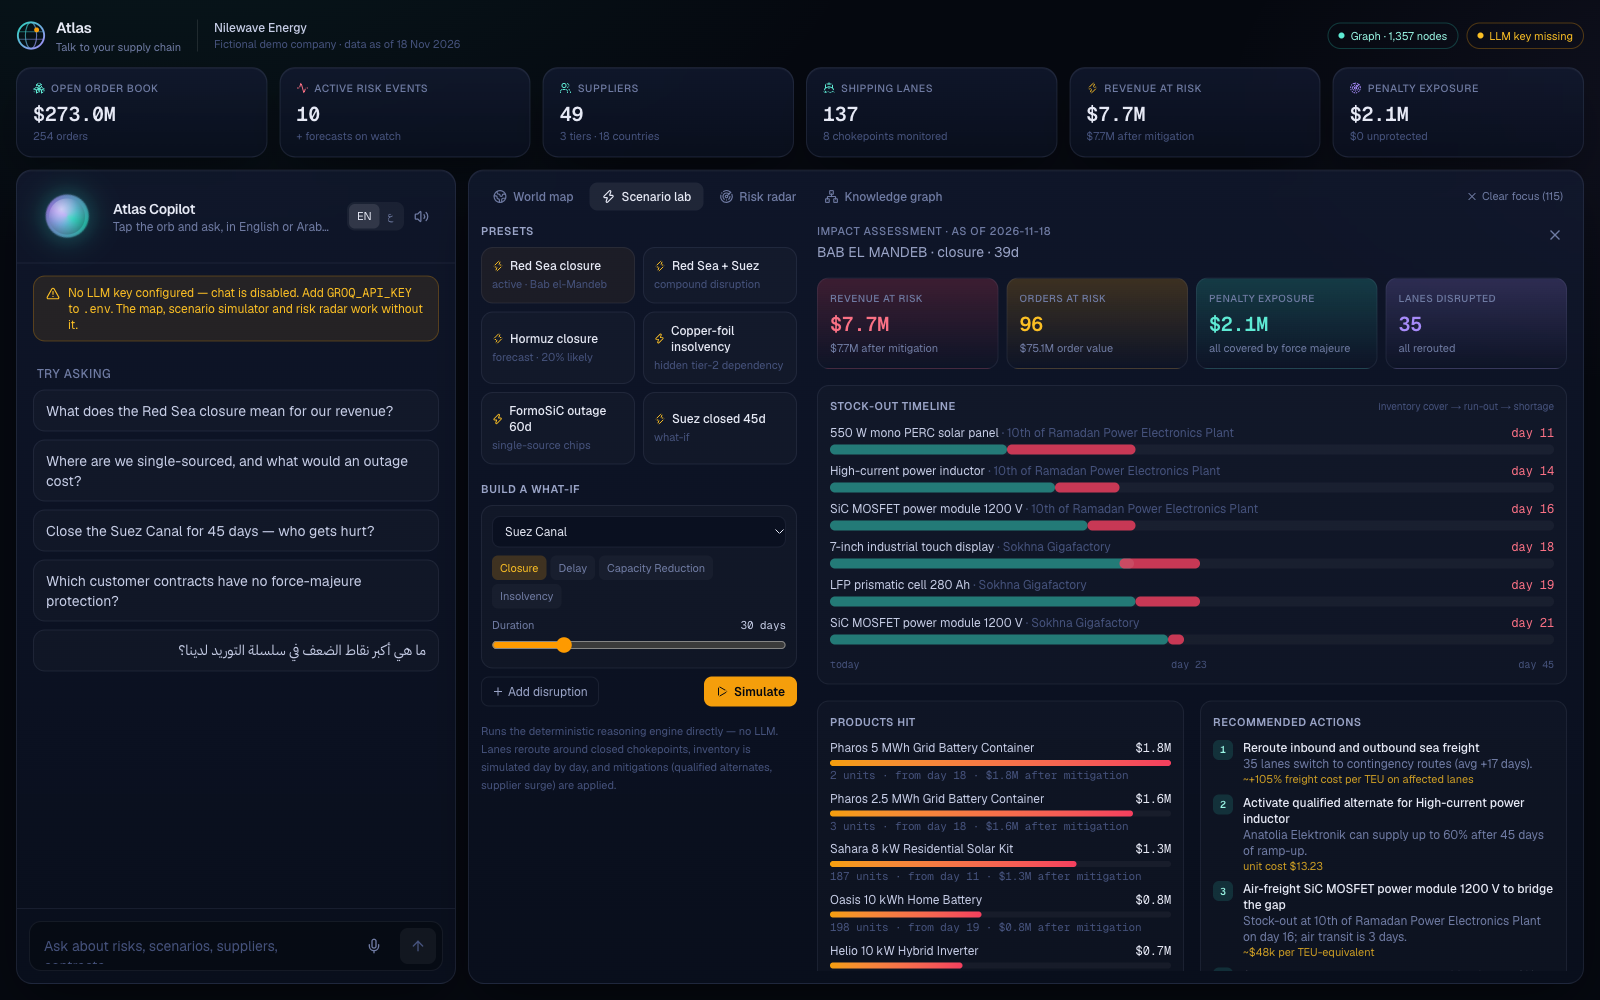 Atlas
Talk to your supply chain
Nilewave Energy
Fictional demo company · data as of 18 Nov 2026
Graph · 1,357 nodes
LLM key missing
OPEN ORDER BOOK
$273.0M
254 orders
ACTIVE RISK EVENTS
10
+ forecasts on watch
SUPPLIERS
49
3 tiers · 18 countries
SHIPPING LANES
137
8 chokepoints monitored
REVENUE AT RISK
$7.7M
$7.7M after mitigation
PENALTY EXPOSURE
$2.1M
$0 unprotected
Atlas Copilot
Tap the orb and ask, in English or Arab...
EN
ع
No LLM key configured — chat is disabled. Add GROQ_API_KEY
to .env. The map, scenario simulator and risk radar work without
it.
TRY ASKING
What does the Red Sea closure mean for our revenue?
Where are we single-sourced, and what would an outage
cost?
Close the Suez Canal for 45 days — who gets hurt?
Which customer contracts have no force-majeure
protection?
ما هي أكبر نقاط الضعف في سلسلة التوريد لدينا؟
Ask about risks, scenarios, suppliers,
World map
Scenario lab
Risk radar
Knowledge graph
Clear focus (115)
PRESETS
Red Sea closure
active · Bab el-Mandeb
Red Sea + Suez
compound disruption
Hormuz closure
forecast · 20% likely
Copper-foil
insolvency
hidden tier-2 dependency
FormoSiC outage
60d
single-source chips
Suez closed 45d
what-if
BUILD A WHAT-IF
Suez Canal
Closure
Delay
Capacity Reduction
Insolvency
Duration
30 days
+ Add disruption
Simulate
Runs the deterministic reasoning engine directly — no LLM.
Lanes reroute around closed chokepoints, inventory is
simulated day by day, and mitigations (qualified alternates,
supplier surge) are applied.
IMPACT ASSESSMENT · AS OF 2026-11-18
BAB EL MANDEB · closure · 39d
REVENUE AT RISK
$7.7M
$7.7M after mitigation
ORDERS AT RISK
96
$75.1M order value
PENALTY EXPOSURE
$2.1M
all covered by force majeure
LANES DISRUPTED
35
all rerouted
STOCK-OUT TIMELINE
inventory cover → run-out → shortage
550 W mono PERC solar panel · 10th of Ramadan Power Electronics Plant
day 11
High-current power inductor · 10th of Ramadan Power Electronics Plant
day 14
SiC MOSFET power module 1200 V · 10th of Ramadan Power Electronics Plant
day 16
7-inch industrial touch display · Sokhna Gigafactory
day 18
LFP prismatic cell 280 Ah · Sokhna Gigafactory
day 19
SiC MOSFET power module 1200 V · Sokhna Gigafactory
day 21
today
day 23
day 45
PRODUCTS HIT
Pharos 5 MWh Grid Battery Container
$1.8M
2 units · from day 18 · $1.8M after mitigation
Pharos 2.5 MWh Grid Battery Container
$1.6M
3 units · from day 18 · $1.6M after mitigation
Sahara 8 kW Residential Solar Kit
$1.3M
187 units · from day 11 · $1.3M after mitigation
Oasis 10 kWh Home Battery
$0.8M
198 units · from day 19 · $0.8M after mitigation
Helio 10 kW Hybrid Inverter
$0.7M
RECOMMENDED ACTIONS
1
Reroute inbound and outbound sea freight
35 lanes switch to contingency routes (avg +17 days).
~+105% freight cost per TEU on affected lanes
2
Activate qualified alternate for High-current power
inductor
Anatolia Elektronik can supply up to 60% after 45 days
of ramp-up.
unit cost $13.23
3
Air-freight SiC MOSFET power module 1200 V to bridge
the gap
Stock-out at 10th of Ramadan Power Electronics Plant
on day 16; air transit is 3 days.
~$48k per TEU-equivalent